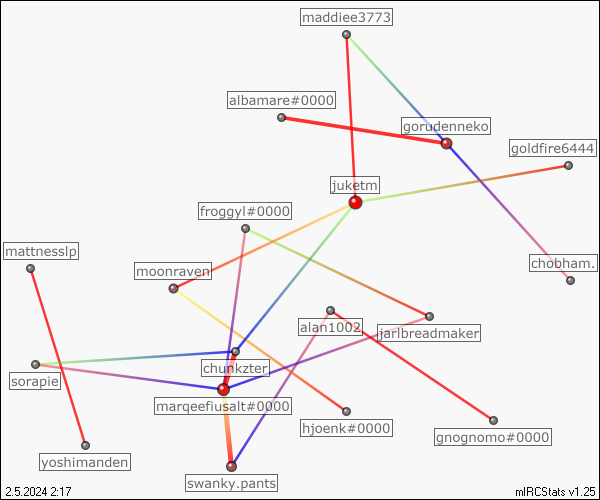 maddiee3773
albamare#0000
gorudenneko
goldfire6444
juketm
froggyl#0000
mattnesslp
chobham.
moonraven
alan1002
jarlbreadmaker
chunkzter
sorapie
marqeefiusalt#0000
hjoenk#0000
gnognomo#0000
yoshimanden
swanky.pants
2.5.2024 2:17
mIRCStats v1.25